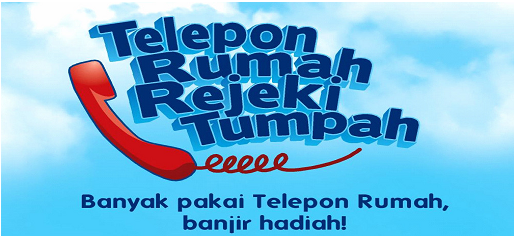 Telepon
Rumah
Rejeki
Tumpah
Banyak pakai Telepon Rumah,
banjir hadiah!